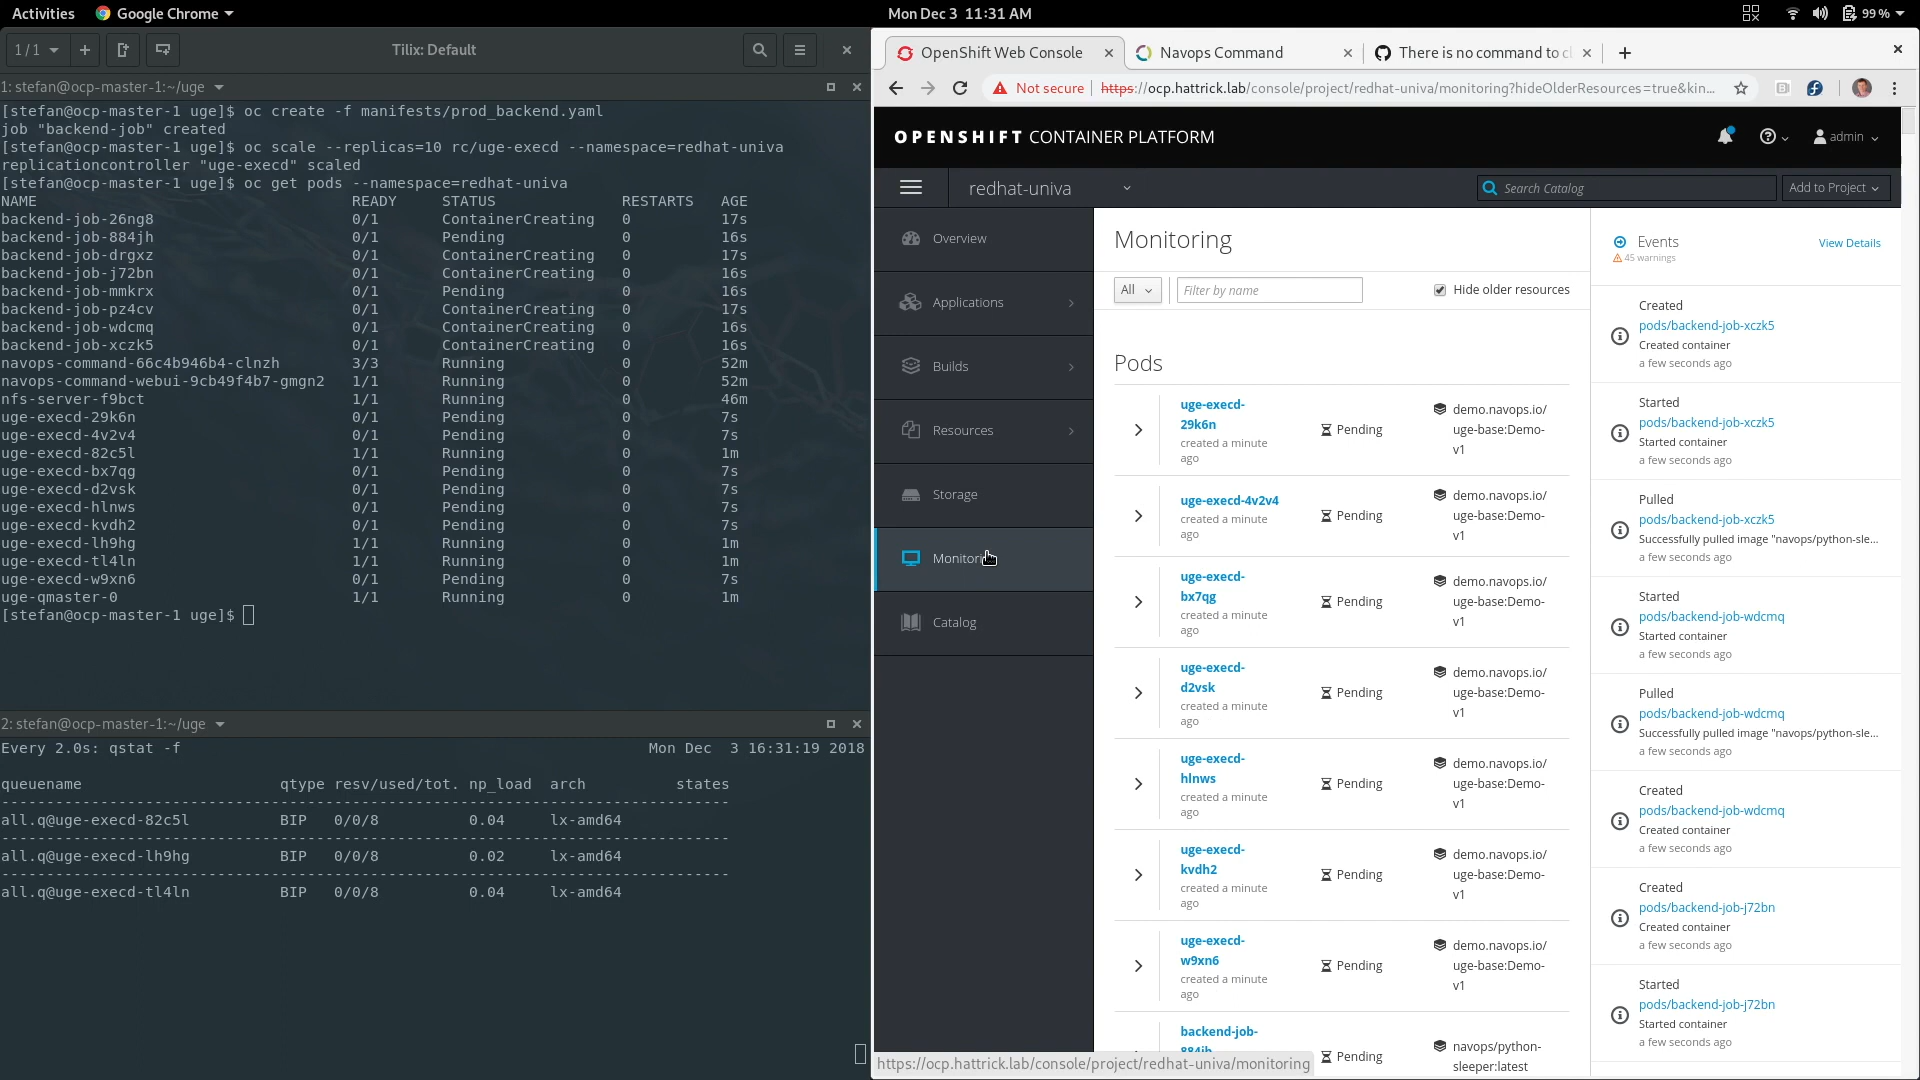 Activities Google Chrome Mon Dec 3 11:31 AM 99 %
1 / 1 Tilix: Default
1: stefan@ocp-master-1:~/uge
[stefan@ocp-master-1 uge]$ oc create -f manifests/prod_backend.yaml
job "backend-job" created
[stefan@ocp-master-1 uge]$ oc scale --replicas=10 rc/uge-execd --namespace=redhat-univa
replicationcontroller "uge-execd" scaled
[stefan@ocp-master-1 uge]$ oc get pods --namespace=redhat-univa
NAME READY STATUS RESTARTS AGE
backend-job-26ng8 0/1 ContainerCreating 0 17s
backend-job-884jh 0/1 Pending 0 16s
backend-job-drgxz 0/1 ContainerCreating 0 17s
backend-job-j72bn 0/1 ContainerCreating 0 16s
backend-job-mmkrx 0/1 Pending 0 16s
backend-job-pz4cv 0/1 ContainerCreating 0 17s
backend-job-wdcmq 0/1 ContainerCreating 0 16s
backend-job-xczk5 0/1 ContainerCreating 0 16s
navops-command-66c4b946b4-clnzh 3/3 Running 0 52m
navops-command-webui-9cb49f4b7-gmgn2 1/1 Running 0 52m
nfs-server-f9bct 1/1 Running 0 46m
uge-execd-29k6n 0/1 Pending 0 7s
uge-execd-4v2v4 0/1 Pending 0 7s
uge-execd-82c5l 1/1 Running 0 1m
uge-execd-bx7qg 0/1 Pending 0 7s
uge-execd-d2vsk 0/1 Pending 0 7s
uge-execd-hlnws 0/1 Pending 0 7s
uge-execd-kvdh2 0/1 Pending 0 7s
uge-execd-lh9hg 1/1 Running 0 1m
uge-execd-tl4ln 1/1 Running 0 1m
uge-execd-w9xn6 0/1 Pending 0 7s
uge-qmaster-0 1/1 Running 0 1m
[stefan@ocp-master-1 uge]$
2: stefan@ocp-master-1:~/uge
Every 2.0s: qstat -f Mon Dec 3 16:31:19 2018
queuename qtype resv/used/tot. np_load arch states
---------------------------------------------------------------------------------
all.q@uge-execd-82c5l BIP 0/0/8 0.04 lx-amd64
---------------------------------------------------------------------------------
all.q@uge-execd-lh9hg BIP 0/0/8 0.02 lx-amd64
---------------------------------------------------------------------------------
all.q@uge-execd-tl4ln BIP 0/0/8 0.04 lx-amd64
OpenShift Web Console Navops Command There is no command to cl
Not secure https://ocp.hattrick.lab/console/project/redhat-univa/monitoring?hideOlderResources=true&kin...
OPENSHIFT CONTAINER PLATFORM admin
redhat-univa Search Catalog Add to Project
Overview
Applications
Builds
Resources
Storage
Monitori
Catalog
Monitoring
All Filter by name Hide older resources
Pods
uge-execd-
29k6n
created a minute
ago
Pending
demo.navops.io/
uge-base:Demo-
v1
uge-execd-4v2v4
created a minute
ago
Pending
demo.navops.io/
uge-base:Demo-
v1
uge-execd-
bx7qg
created a minute
ago
Pending
demo.navops.io/
uge-base:Demo-
v1
uge-execd-
d2vsk
created a minute
ago
Pending
demo.navops.io/
uge-base:Demo-
v1
uge-execd-
hlnws
created a minute
ago
Pending
demo.navops.io/
uge-base:Demo-
v1
uge-execd-
kvdh2
created a minute
ago
Pending
demo.navops.io/
uge-base:Demo-
v1
uge-execd-
w9xn6
created a minute
ago
Pending
demo.navops.io/
uge-base:Demo-
v1
backend-job-
884jh
Pending
navops/python-
sleeper:latest
https://ocp.hattrick.lab/console/project/redhat-univa/monitoring
Events View Details
45 warnings
Created
pods/backend-job-xczk5
Created container
a few seconds ago
Started
pods/backend-job-xczk5
Started container
a few seconds ago
Pulled
pods/backend-job-xczk5
Successfully pulled image "navops/python-sle...
a few seconds ago
Started
pods/backend-job-wdcmq
Started container
a few seconds ago
Pulled
pods/backend-job-wdcmq
Successfully pulled image "navops/python-sle...
a few seconds ago
Created
pods/backend-job-wdcmq
Created container
a few seconds ago
Created
pods/backend-job-j72bn
Created container
a few seconds ago
Started
pods/backend-job-j72bn
Started container
a few seconds ago